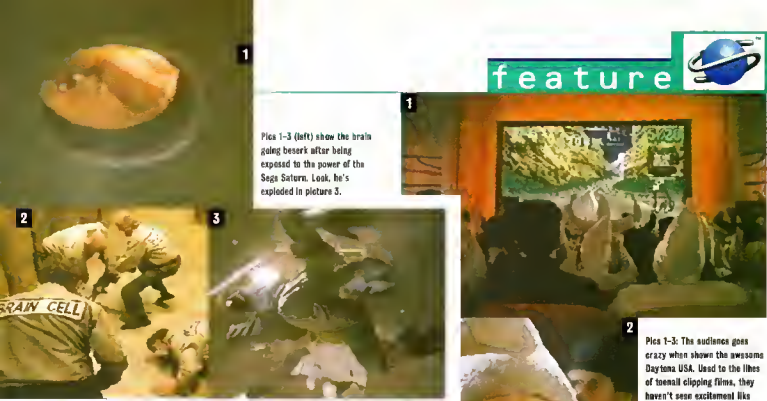 1
feature
1
Pics 1-3 (left) show the brain
going beserk after being
exposed to the power of the
Sega Saturn. Look, he's
exploded in picture 3.
2
3
BRAIN CELL
2
Pics 1-3: The audience goes
crazy when shown the awesome
Daytona USA. Used to the likes
of toenail clipping films, they
haven't seen excitement like